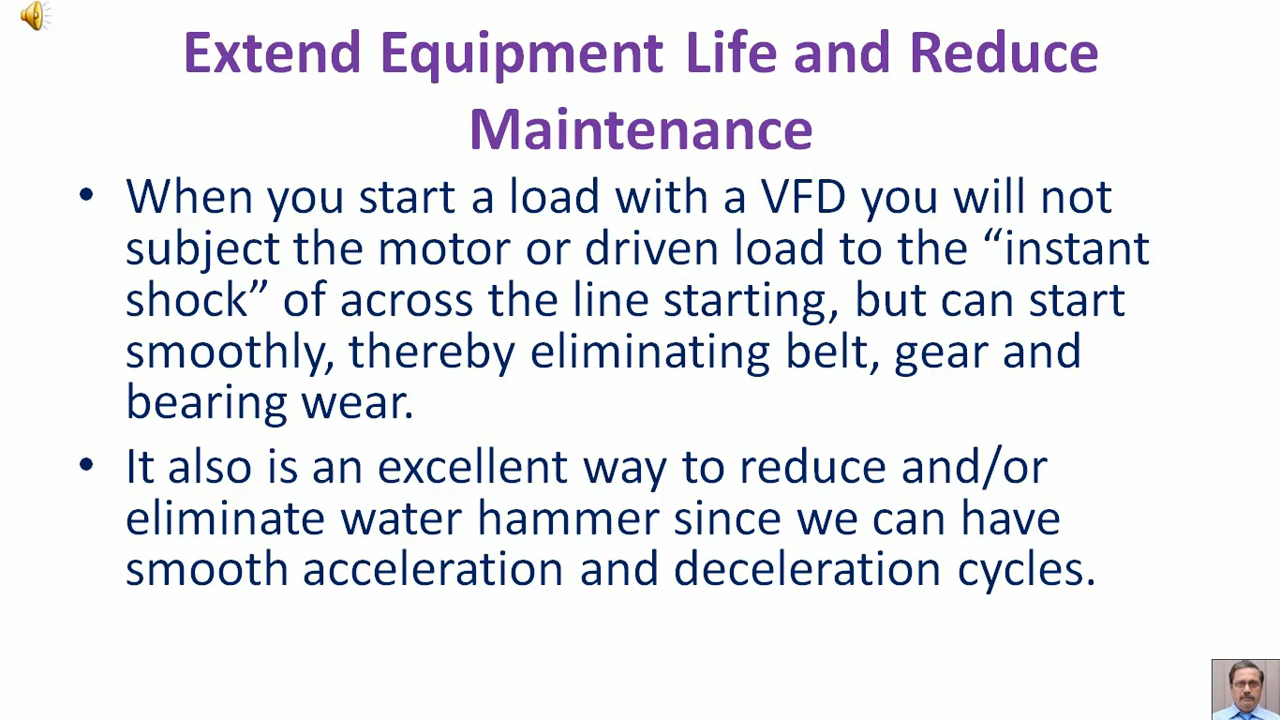 Extend Equipment Life and Reduce
Maintenance
• When you start a load with a VFD you will not
subject the motor or driven load to the “instant
shock” of across the line starting, but can start
smoothly, thereby eliminating belt, gear and
bearing wear.
• It also is an excellent way to reduce and/or
eliminate water hammer since we can have
smooth acceleration and deceleration cycles.